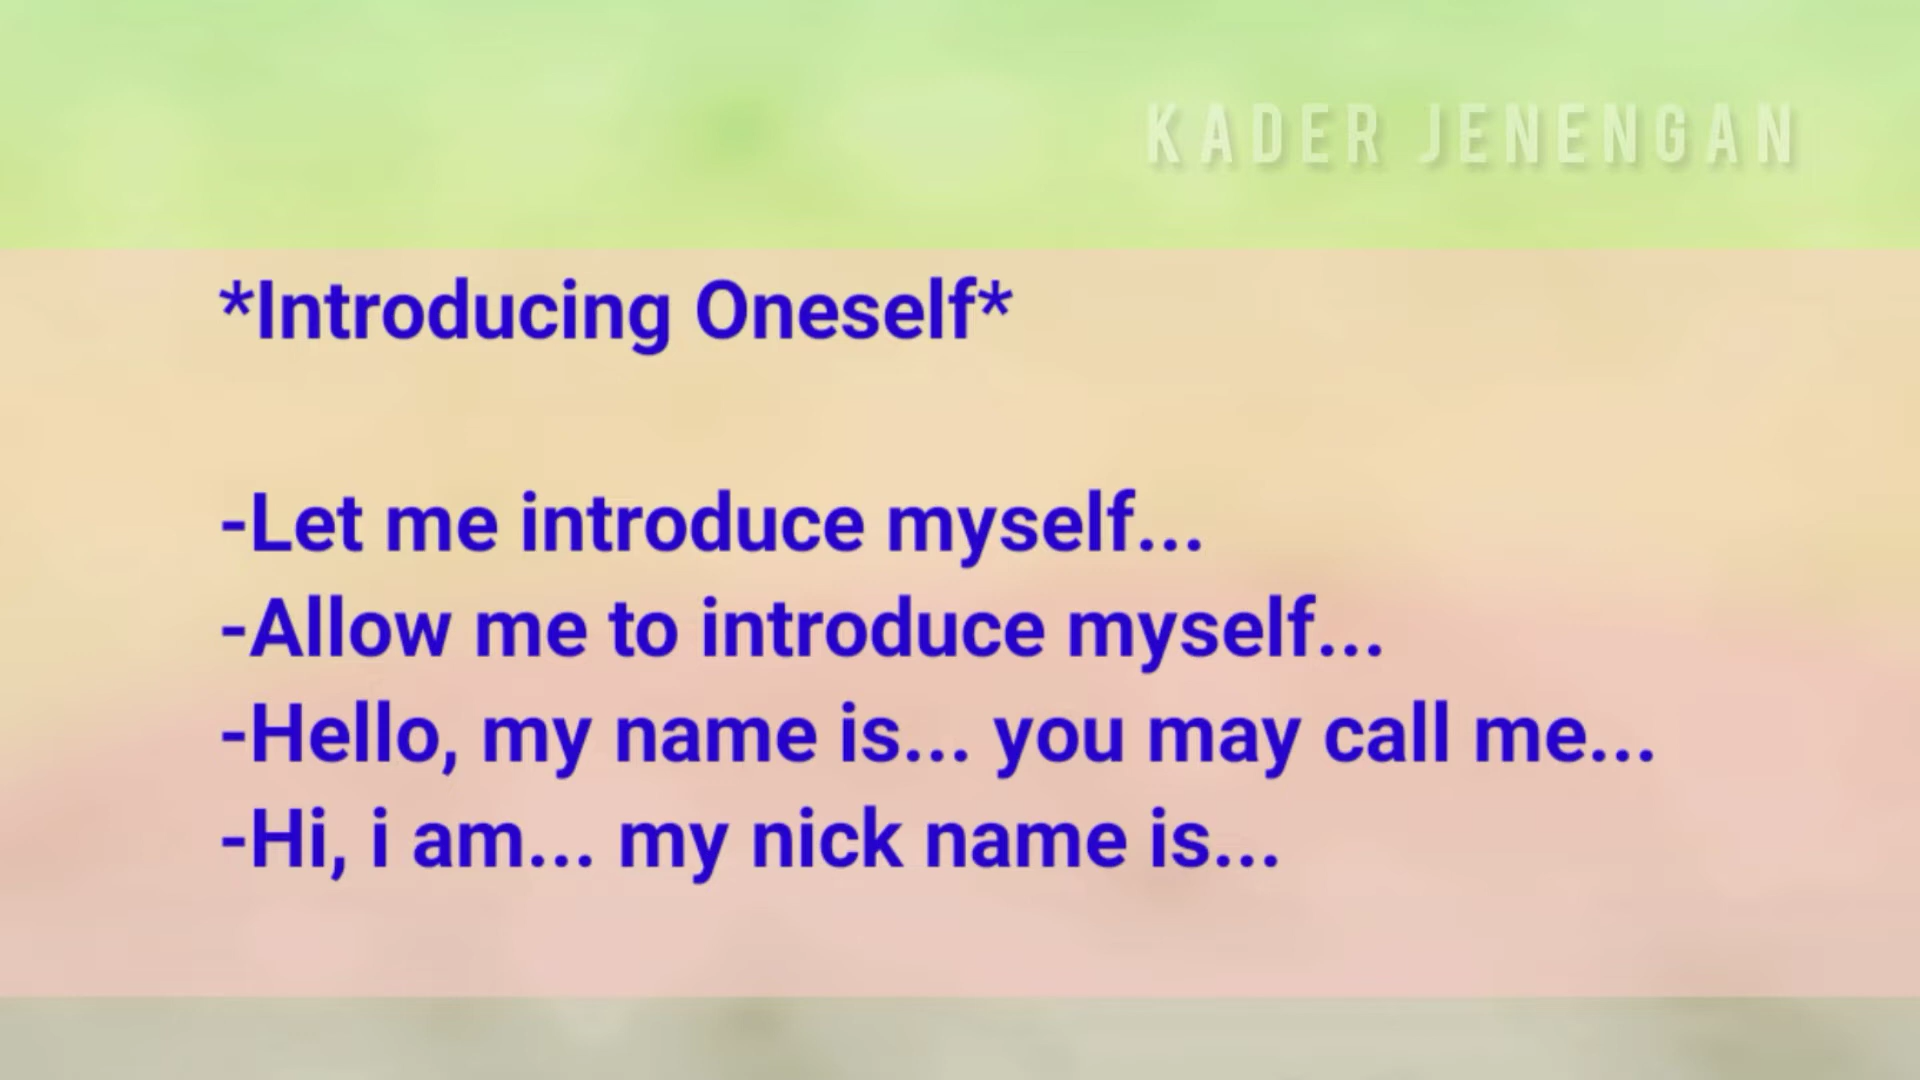 KADER JENENGAN
*Introducing Oneself*
-Let me introduce myself...
-Allow me to introduce myself...
-Hello, my name is... you may call me...
-Hi, i am... my nick name is...